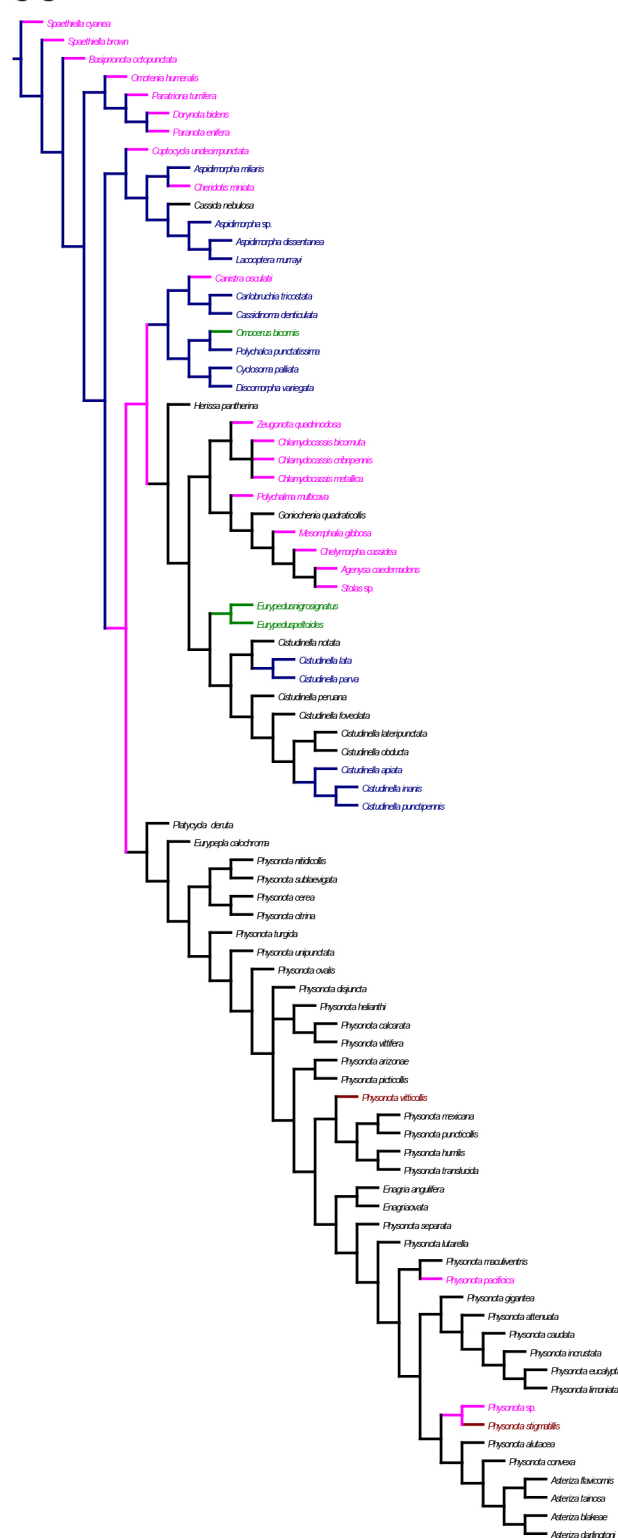 Spaethiella cyanea
Spaethiella brown
Basiprionota octopunctata
Omoteina humeralis
Paratriona turrifera
Dorynota bidens
Paranota enifera
Coptocycla undecimpunctata
Aspidimorpha miliaris
Cheridotis miniata
Cassida nebulosa
Aspidimorpha sp.
Aspidimorpha dissentanea
Lacooptera murrayi
Canistra osculatii
Carlobruchia tricostata
Cassidinoma denticulata
Omocerus bicornis
Polychalca punctatissima
Cyclosoma palliata
Discomorpha variegata
Herissa pantherina
Zeugonota quadrinodosa
Chlamydocassis bicornuta
Chlamydocassis cribripennis
Chlamydocassis metallica
Polychalma multicava
Goniochenia quadraticollis
Mesomphalia gibbosa
Chelymorpha cassidea
Agenysa caedemadens
Stolas sp.
Eurypedusnigrosignatus
Eurypeduspeltoides
Cistudinella notata
Cistudinella lata
Cistudinella parva
Cistudinella peruana
Cistudinella foveolata
Cistudinella lateripunctata
Cistudinella obducta
Cistudinella apiata
Cistudinella inanis
Cistudinella punctipennis
Platycycla deruta
Eurypepla calochroma
Physonota nitidicollis
Physonota sublaevigata
Physonota cerea
Physonota citrina
Physonota turgida
Physonota unipunctata
Physonota ovalis
Physonota disjuncta
Physonota helianthi
Physonota calcarata
Physonota vittifera
Physonota arizonae
Physonota picticollis
Physonota vitticollis
Physonota mexicana
Physonota puncticollis
Physonota humilis
Physonota translucida
Enagria angulifera
Enagriaovata
Physonota separata
Physonota lutarella
Physonota maculiventris
Physonota pacificica
Physonota gigantea
Physonota attenuata
Physonota caudata
Physonota incrustata
Physonota eucalypta
Physonota limoniata
Physonota sp.
Physonota stigmatilis
Physonota alutacea
Physonota convexa
Asteriza flavicornis
Asteriza tainosa
Asteriza blakeae
Asteriza darlingtoni